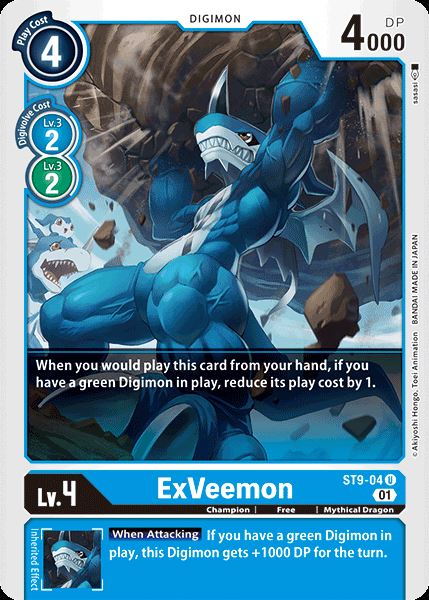 Play Cost
4
DIGIMON
4000
DP
sasasi
Digivolve Cost
Lv.3
2
Lv.3
2
When you would play this card from your hand, if you
have a green Digimon in play, reduce its play cost by 1.
© Akiyoshi Hongo, Toei Animation BANDAI MADE IN JAPAN
Lv.4
ExVeemon
ST9-04 U
01
Champion | Free | Mythical Dragon
Inherited Effect
When Attacking If you have a green Digimon in
play, this Digimon gets +1000 DP for the turn.